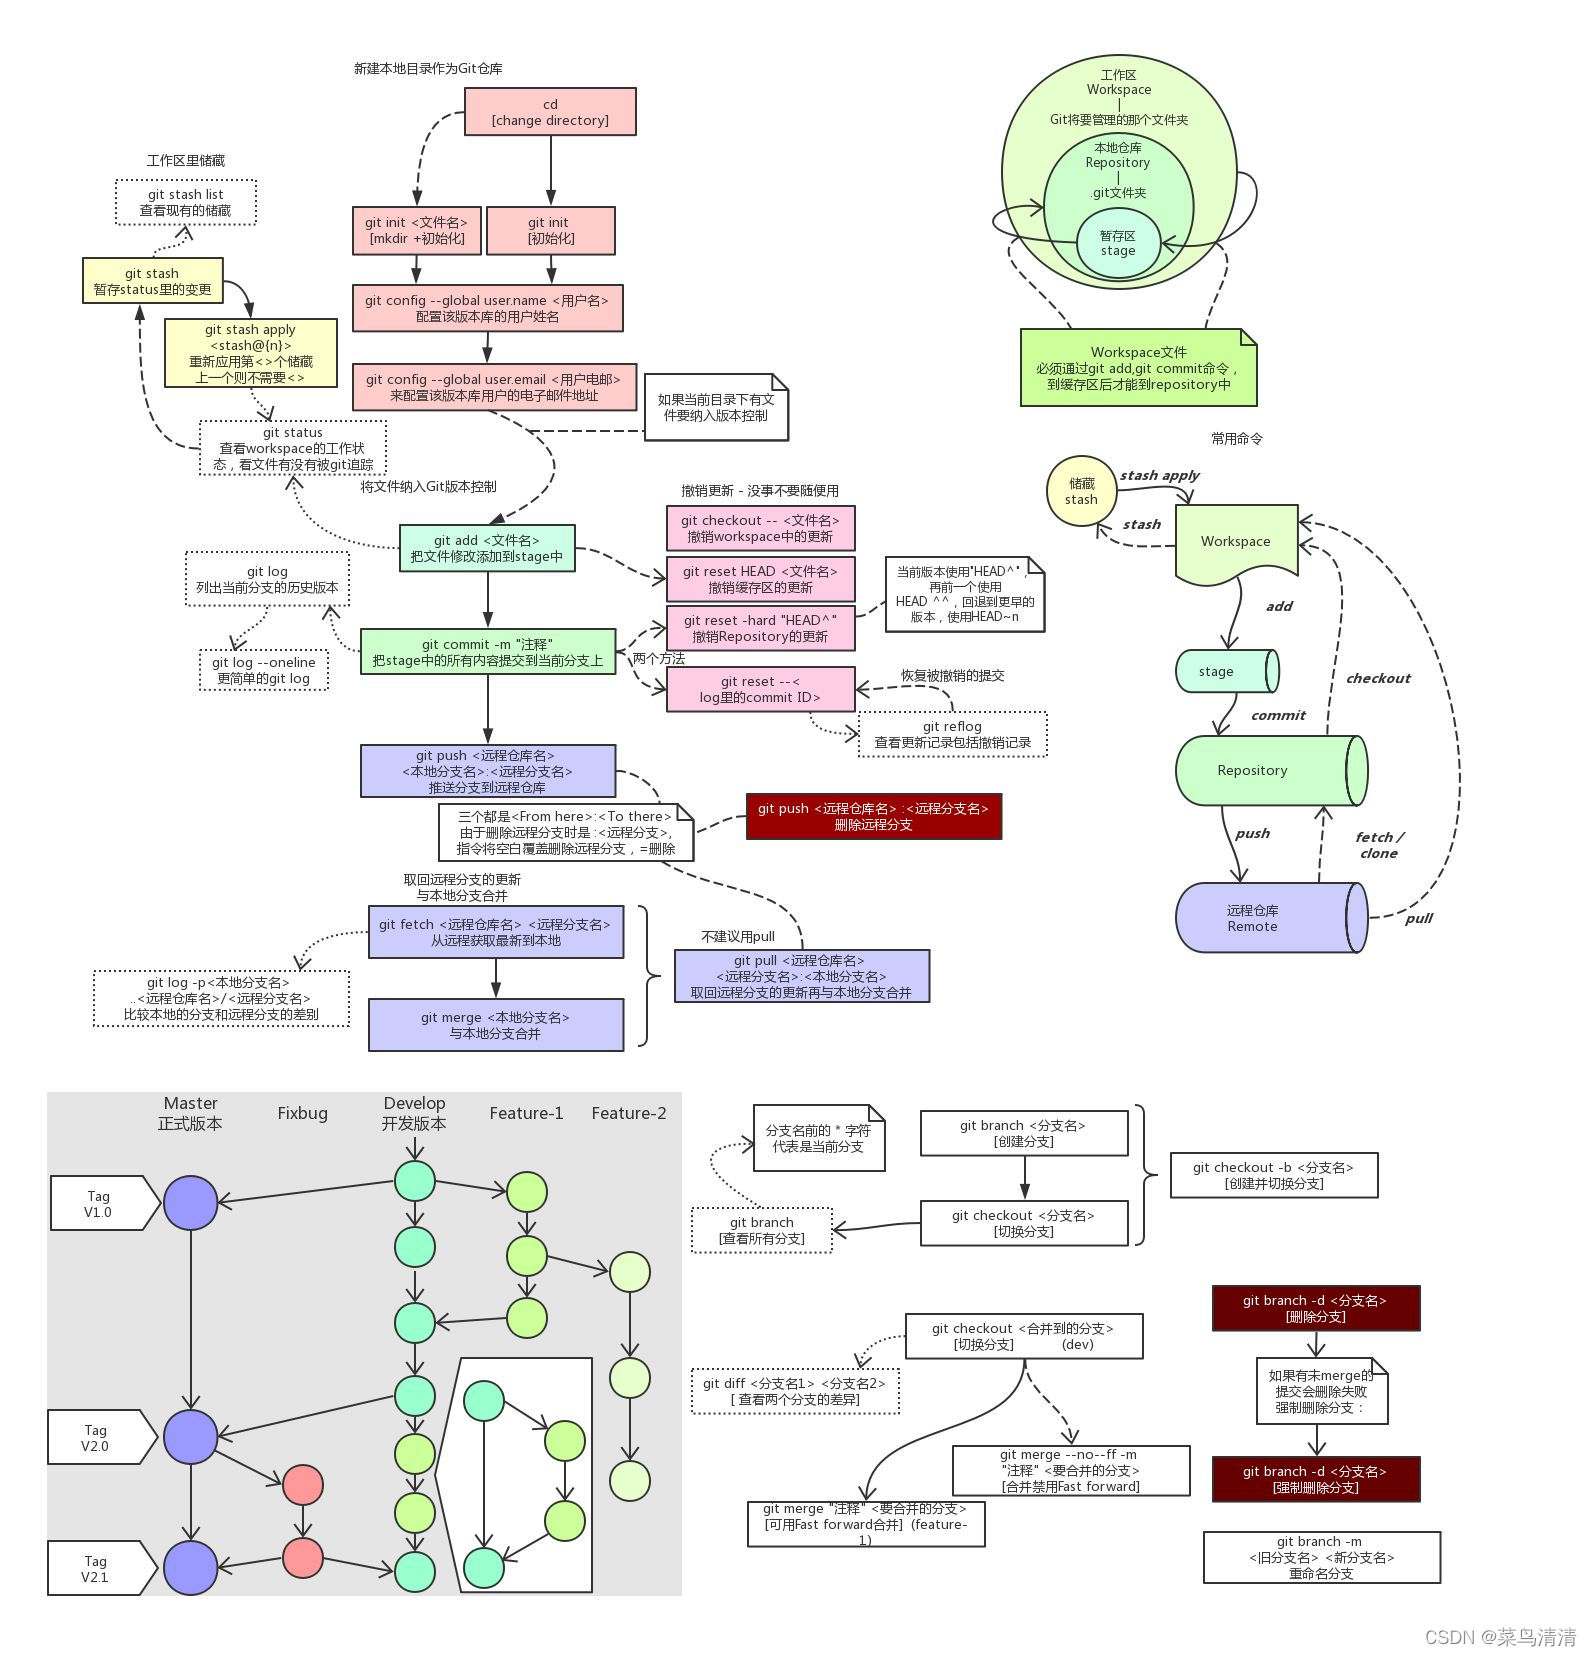 新建本地目录作为Git仓库
cd
[change directory]
git init <文件名>
[mkdir +初始化]
git init
[初始化]
git config --global user.name <用户名>
配置该版本库的用户姓名
git config --global user.email <用户电邮>
来配置该版本库用户的电子邮件地址
如果当前目录下有文
件要纳入版本控制
工作区里储藏
git stash list
查看现有的储藏
git stash
暂存status里的变更
git stash apply
<stash@{n}>
重新应用第<>个储藏
上一个则不需要<>
git status
查看workspace的工作状
态，看文件有没有被git追踪
将文件纳入Git版本控制
git add <文件名>
把文件修改添加到stage中
git log
列出当前分支的历史版本
git log --oneline
更简单的git log
git commit -m "注释"
把stage中的所有内容提交到当前分支上
两个方法
撤销更新 - 没事不要随便用
git checkout -- <文件名>
撤销workspace中的更新
git reset HEAD <文件名>
撤销缓存区的更新
git reset -hard "HEAD^"
撤销Repository的更新
git reset --<
log里的commit ID>
当前版本使用"HEAD^"，
再前一个使用
HEAD ^^，回退到更早的
版本，使用HEAD~n
恢复被撤销的提交
git reflog
查看更新记录包括撤销记录
git push <远程仓库名>
<本地分支名>:<远程分支名>
推送分支到远程仓库
三个都是<From here>:<To there>
由于删除远程分支时是 :<远程分支>,
指令将空白覆盖删除远程分支，=删除
git push <远程仓库名> :<远程分支名>
删除远程分支
取回远程分支的更新
与本地分支合并
git fetch <远程仓库名> <远程分支名>
从远程获取最新到本地
git log -p<本地分支名>
..<远程仓库名>/<远程分支名>
比较本地的分支和远程分支的差别
git merge <本地分支名>
与本地分支合并
不建议用pull
git pull <远程仓库名>
<远程分支名>:<本地分支名>
取回远程分支的更新再与本地分支合并
工作区
Workspace
|
Git将要管理的那个文件夹
本地仓库
Repository
|
.git文件夹
暂存区
stage
Workspace文件
必须通过git add,git commit命令，
到缓存区后才能到repository中
常用命令
储藏
stash
stash apply
stash
Workspace
add
stage
commit
checkout
Repository
push
fetch /
clone
远程仓库
Remote
pull
Master
正式版本
Fixbug
Develop
开发版本
Feature-1
Feature-2
Tag
V1.0
Tag
V2.0
Tag
V2.1
分支名前的 * 字符
代表是当前分支
git branch <分支名>
[创建分支]
git checkout -b <分支名>
[创建并切换分支]
git branch
[查看所有分支]
git checkout <分支名>
[切换分支]
git checkout <合并到的分支>
[切换分支] (dev)
git diff <分支名1> <分支名2>
[ 查看两个分支的差异]
git merge --no--ff -m
"注释" <要合并的分支>
[合并禁用Fast forward]
git merge "注释" <要合并的分支>
[可用Fast forward合并] (feature-
1)
git branch -d <分支名>
[删除分支]
如果有未merge的
提交会删除失败
强制删除分支：
git branch -d <分支名>
[强制删除分支]
git branch -m
<旧分支名> <新分支名>
重命名分支
CSDN @菜鸟清清